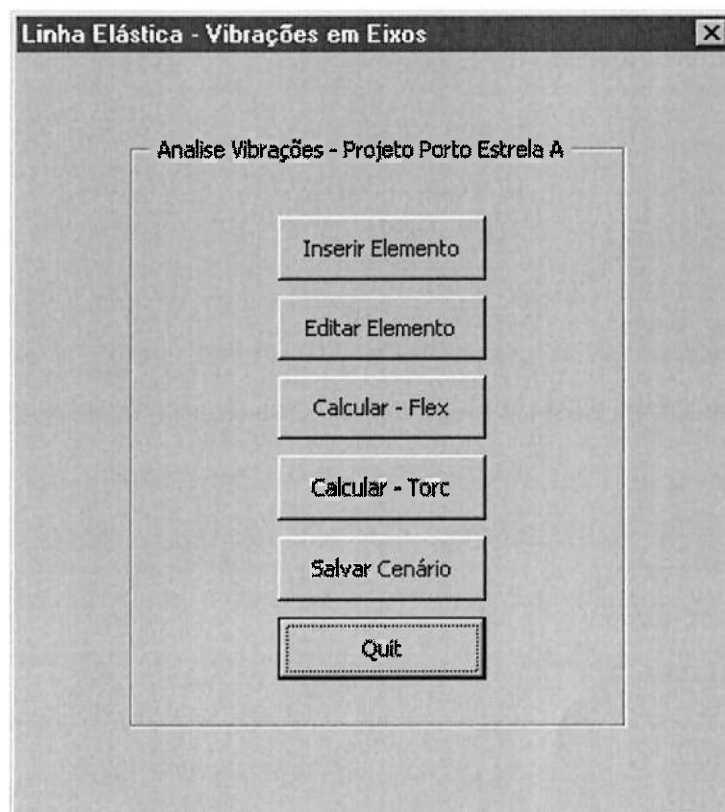 Linha Elástica - Vibrações em Eixos
Analise Vibrações - Projeto Porto Estrela A
Inserir Elemento
Editar Elemento
Calcular - Flex
Calcular - Torc
Salvar Cenário
Quit